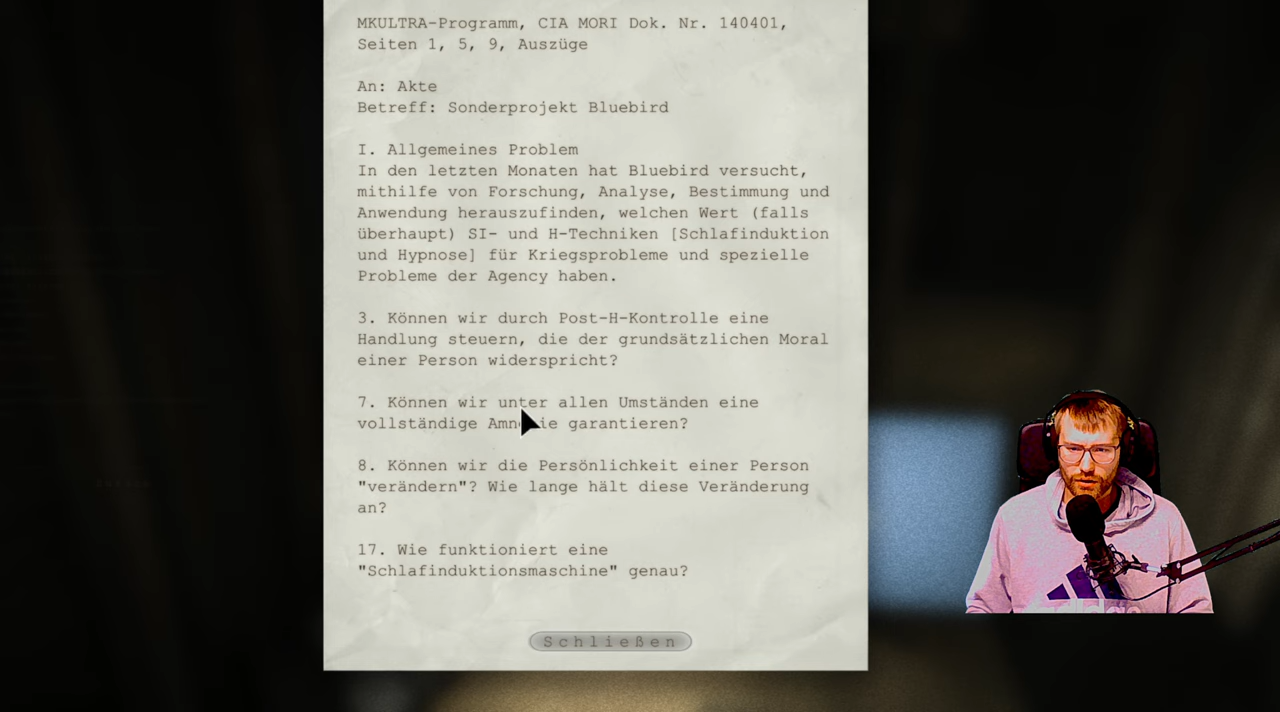 MKULTRA-Programm, CIA MORI Dok. Nr. 140401,
Seiten 1, 5, 9, Auszüge
An: Akte
Betreff: Sonderprojekt Bluebird
I. Allgemeines Problem
In den letzten Monaten hat Bluebird versucht,
mithilfe von Forschung, Analyse, Bestimmung und
Anwendung herauszufinden, welchen Wert (falls
überhaupt) SI- und H-Techniken [Schlafinduktion
und Hypnose] für Kriegsprobleme und spezielle
Probleme der Agency haben.
3. Können wir durch Post-H-Kontrolle eine
Handlung steuern, die der grundsätzlichen Moral
einer Person widerspricht?
7. Können wir unter allen Umständen eine
vollständige garantieren?
8. Können wir die Persönlichkeit einer Person
"verändern"? Wie lange hält diese Veränderung
an?
17. Wie funktioniert eine
"Schlafinduktionsmaschine" genau?
Schließen